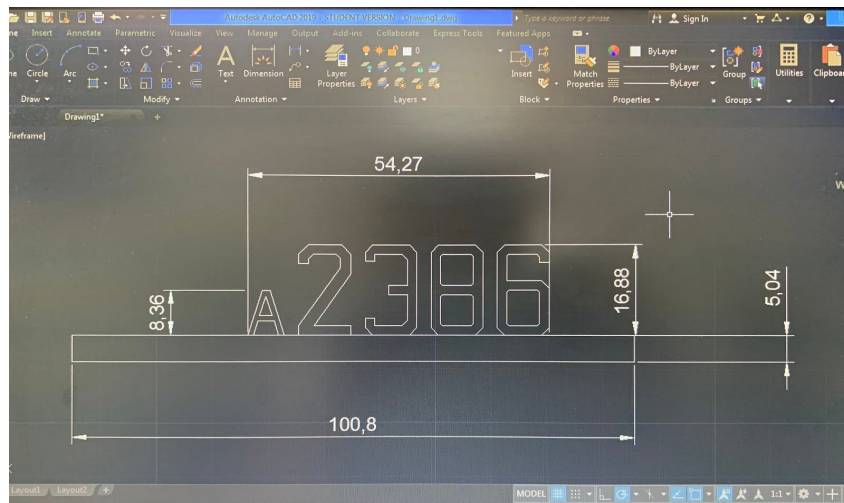 Autodesk AutoCAD 2019 - STUDENT VERSION Drawing1.dwg
Type a keyword or phrase
Sign In
Insert Annotate Parametric Visualize View Manage Output Add-ins Collaborate Express Tools Featured Apps
Circle Arc
Text Dimension
Layer Properties
0
Insert
Match Properties
ByLayer
ByLayer
ByLayer
Group
Utilities
Draw Modify Annotation Layers Block Properties Groups
Drawing1*
54,27
A 2386
8,36
16,88
5,04
100,8
Layout1 Layout2
MODEL
1:1